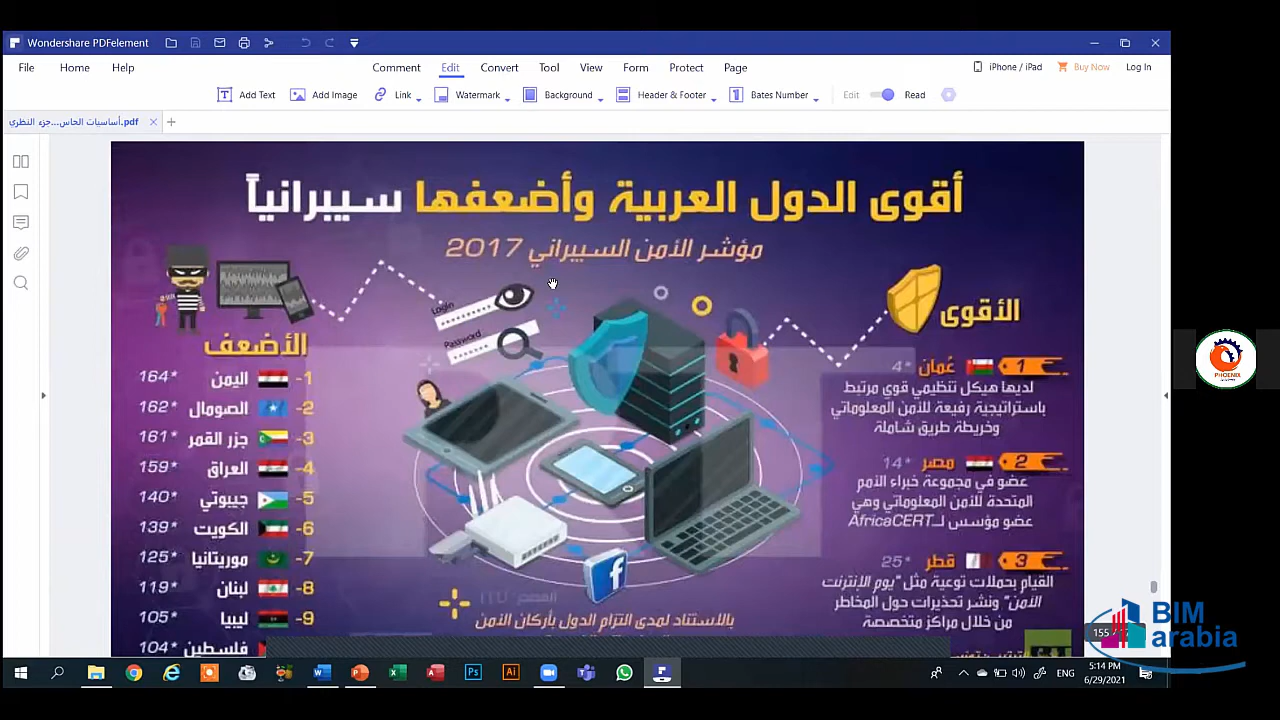 Wondershare PDFelement
File Home Help Comment Edit Convert Tool View Form Protect Page iPhone / iPad Buy Now Log In
Add Text Add Image Link Watermark Background Header & Footer Bates Number Edit Read
أساسيات الحاس...جزء النظري.pdf
أقوى الدول العربية وأضعفها سيبرانياً
مؤشر الأمن السيبراني 2017
Login
Password
الأقوى
1 عُمان *4
لديها هيكل تنظيمي قوي مرتبط
باستراتيجية رفيعة للأمن المعلوماتي
وخريطة طريق شاملة
2 مصر *14
عضو في مجموعة خبراء الأمم
المتحدة للأمن المعلوماتي وهي
عضو مؤسس لـAfricaCERT
3 قطر *25
القيام بحملات توعية مثل "يوم الإنترنت
الآمن" ونشر تحذيرات حول المخاطر
من خلال مراكز متخصصة
الأضعف
1- اليمن *164
2- الصومال *162
3- جزر القمر *161
4- العراق *159
5- جيبوتي *140
6- الكويت *139
7- موريتانيا *125
8- لبنان *119
9- ليبيا *105
فلسطين *104
بالاستناد لمدى التزام الدول بأركان الأمن
155
PHOENIX
BIM
arabia
ENG
5:14 PM
6/29/2021